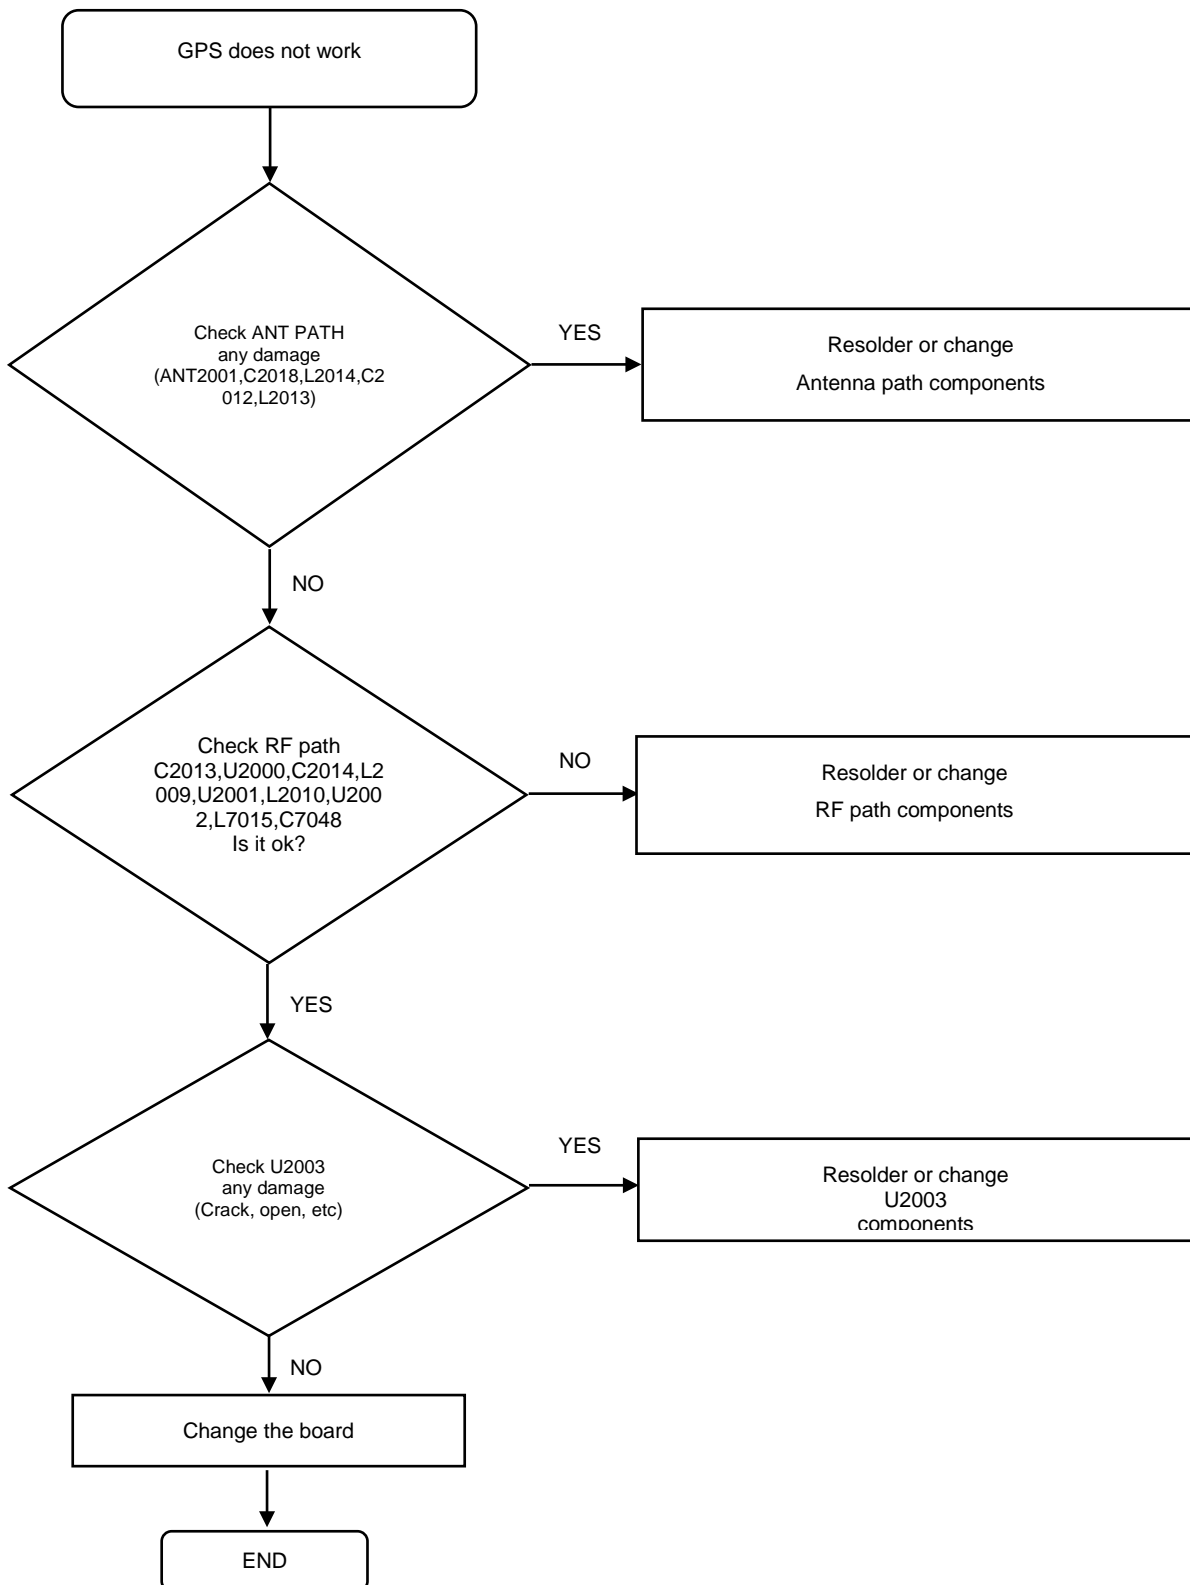 GPS does not work
Check ANT PATH
any damage
(ANT2001,C2018,L2014,C2
012,L2013)
YES
Resolder or change
Antenna path components
NO
Check RF path
C2013,U2000,C2014,L2
009,U2001,L2010,U200
2,L7015,C7048
Is it ok?
NO
Resolder or change
RF path components
YES
Check U2003
any damage
(Crack, open, etc)
YES
Resolder or change
U2003
components
NO
Change the board
END